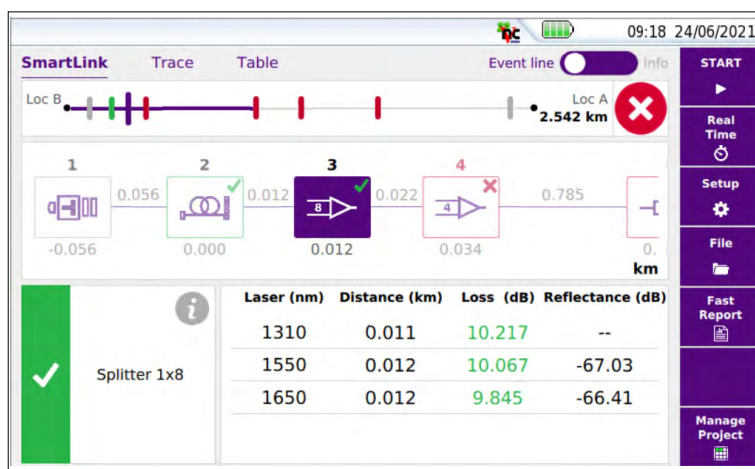 nc
09:18 24/06/2021
SmartLink Trace Table Event line Info START
Loc B Loc A
2.542 km
Real
Time
1 2 3 4
0.056 0.012 8 0.022 4 0.785
-0.056 0.000 0.012 0.034 0.
km
Setup
File
i
Splitter 1x8
Laser (nm) Distance (km) Loss (dB) Reflectance (dB)
1310 0.011 10.217 --
1550 0.012 10.067 -67.03
1650 0.012 9.845 -66.41
Fast
Report
Manage
Project